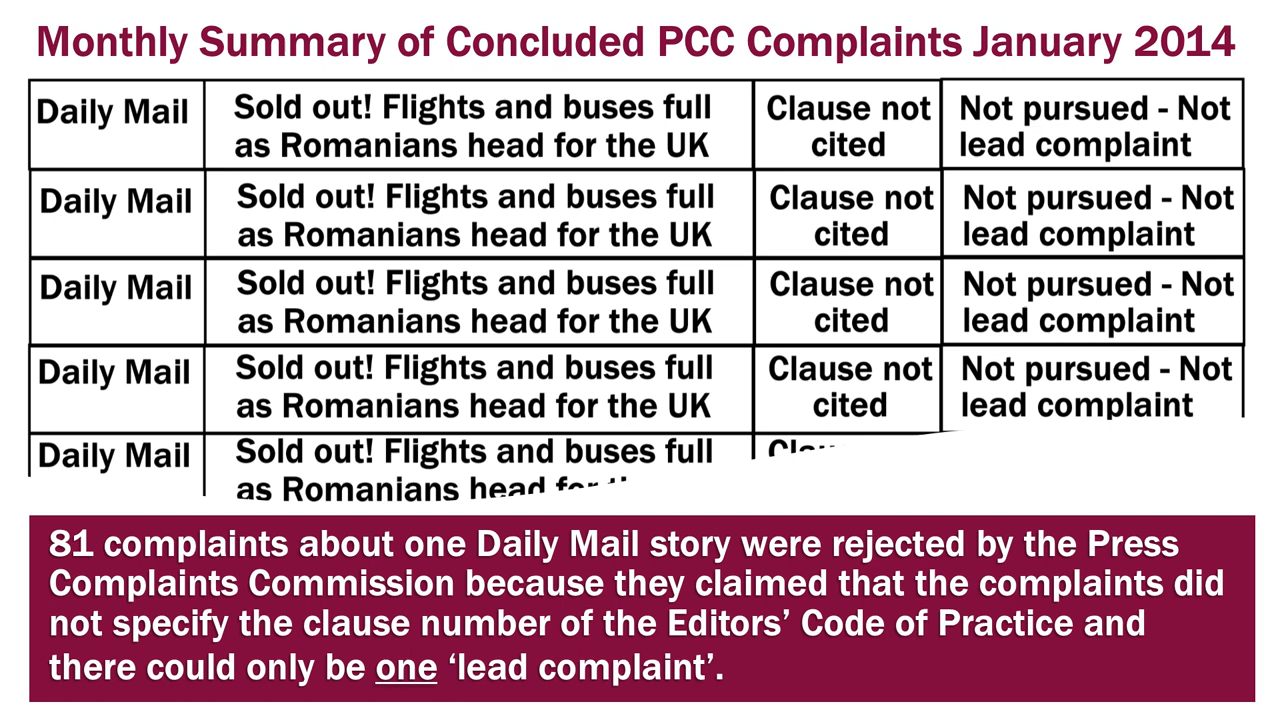 Monthly Summary of Concluded PCC Complaints January 2014
Daily Mail
Sold out! Flights and buses full
as Romanians head for the UK
Clause not
cited
Not pursued - Not
lead complaint
Daily Mail
Sold out! Flights and buses full
as Romanians head for the UK
Clause not
cited
Not pursued - Not
lead complaint
Daily Mail
Sold out! Flights and buses full
as Romanians head for the UK
Clause not
cited
Not pursued - Not
lead complaint
Daily Mail
Sold out! Flights and buses full
as Romanians head for the UK
Clause not
cited
Not pursued - Not
lead complaint
Daily Mail
Sold out! Flights and buses full
as Romanians head for
81 complaints about one Daily Mail story were rejected by the Press
Complaints Commission because they claimed that the complaints did
not specify the clause number of the Editors’ Code of Practice and
there could only be one ‘lead complaint’.